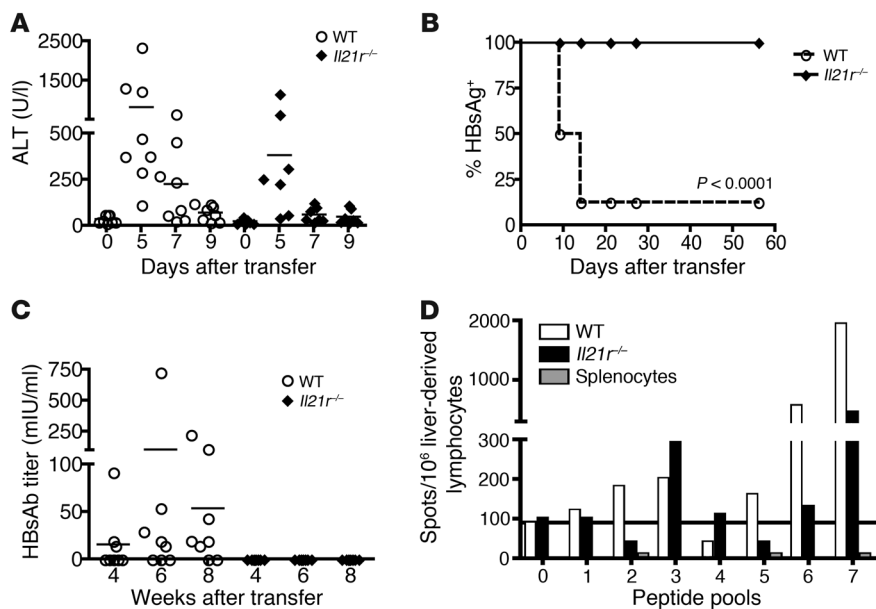 A
2500
1500
500
500
250
0
ALT (U/l)
WT
Il21r–/–
0 5 7 9 0 5 7 9
Days after transfer
B
100
75
50
25
0
% HBsAg+
WT
Il21r–/–
P < 0.0001
0 10 20 30 40 50 60
Days after transfer
C
750
500
250
100
100
50
0
HBsAb titer (mIU/ml)
WT
Il21r–/–
4 6 8 4 6 8
Weeks after transfer
D
2000
1000
300
200
100
0
Spots/106 liver-derived
lymphocytes
WT
Il21r–/–
Splenocytes
0 1 2 3 4 5 6 7
Peptide pools